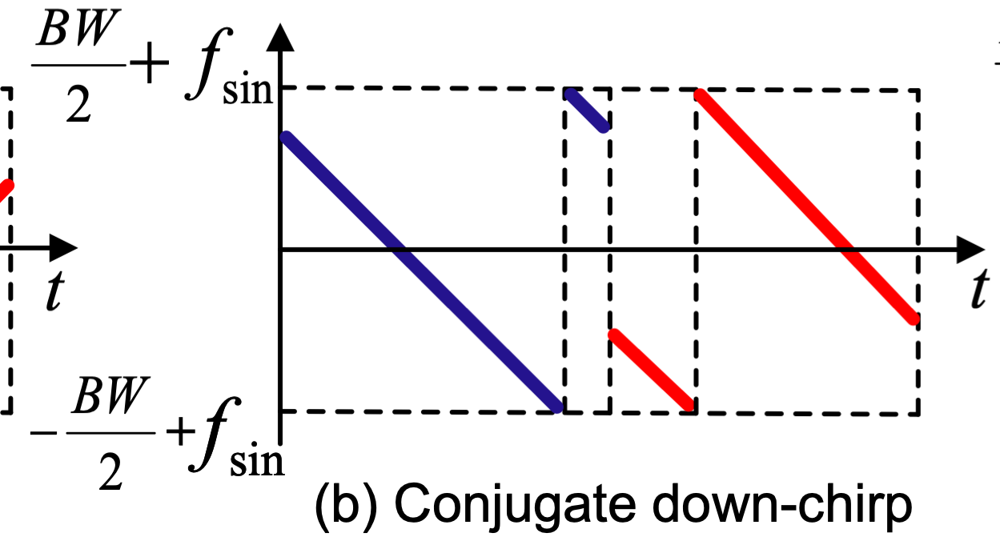 BW/2 + f_sin
t
t
-BW/2 + f_sin
(b) Conjugate down-chirp